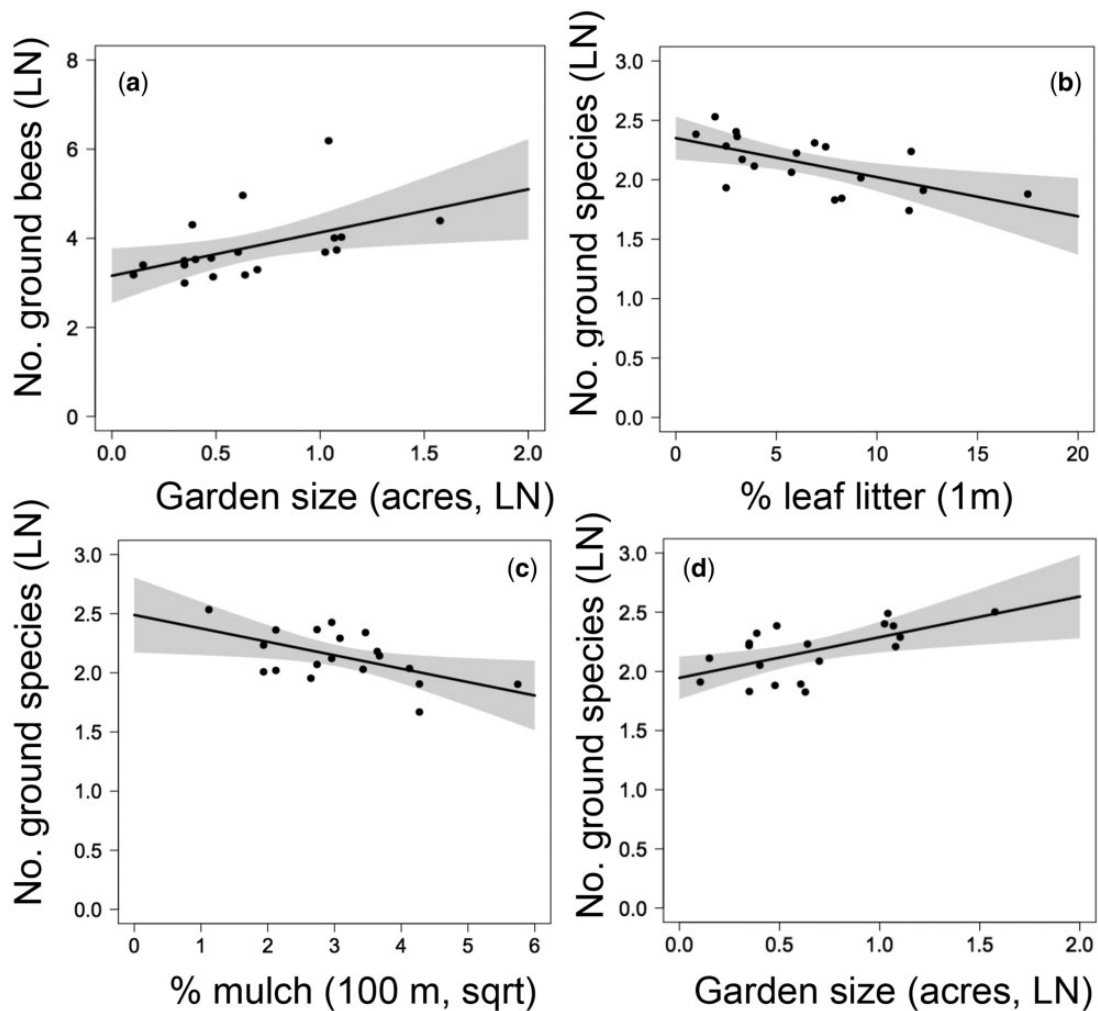 No. ground bees (LN)
8
6
4
2
0
(a)
0.0 0.5 1.0 1.5 2.0
Garden size (acres, LN)
No. ground species (LN)
3.0
2.5
2.0
1.5
1.0
0.5
0.0
(b)
0 5 10 15 20
% leaf litter (1m)
No. ground species (LN)
3.0
2.5
2.0
1.5
1.0
0.5
0.0
(c)
0 1 2 3 4 5 6
% mulch (100 m, sqrt)
No. ground species (LN)
3.0
2.5
2.0
1.5
1.0
0.5
0.0
(d)
0.0 0.5 1.0 1.5 2.0
Garden size (acres, LN)